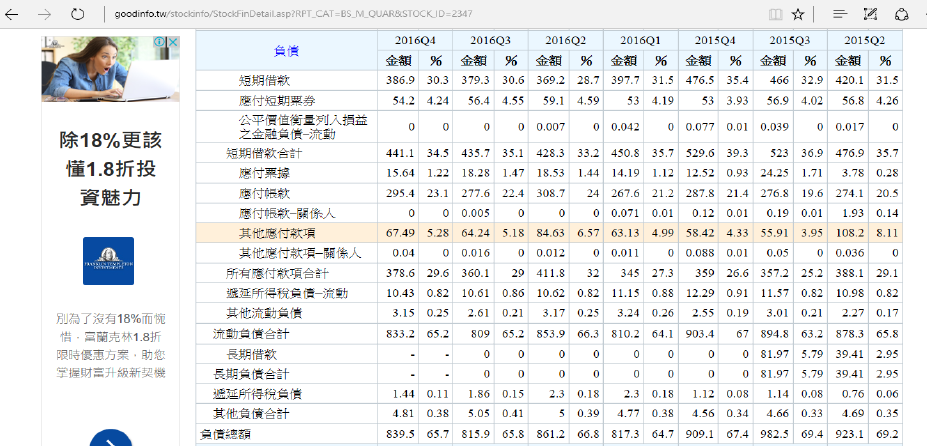 goodinfo.tw/stockinfo/StockFinDetail.asp?RPT_CAT=BS_M_QUAR&STOCK_ID=2347
除18%更該
懂1.8折投
資魅力
FRANKLIN TEMPLETON
INVESTMENTS
別為了沒有18%而惋
惜，富蘭克林1.8折
限時優惠方案，助您
掌握財富升級新契機
負債 2016Q4 2016Q3 2016Q2 2016Q1 2015Q4 2015Q3 2015Q2
金額 % 金額 % 金額 % 金額 % 金額 % 金額 % 金額 %
短期借款 386.9 30.3 379.3 30.6 369.2 28.7 397.7 31.5 476.5 35.4 466 32.9 420.1 31.5
應付短期票券 54.2 4.24 56.4 4.55 59.1 4.59 53 4.19 53 3.93 56.9 4.02 56.8 4.26
公平價值衡量列入損益
之金融負債–流動 0 0 0 0 0.007 0 0.042 0 0.077 0.01 0.039 0 0.017 0
短期借款合計 441.1 34.5 435.7 35.1 428.3 33.2 450.8 35.7 529.6 39.3 523 36.9 476.9 35.7
應付票據 15.64 1.22 18.28 1.47 18.53 1.44 14.19 1.12 12.52 0.93 24.25 1.71 3.78 0.28
應付帳款 295.4 23.1 277.6 22.4 308.7 24 267.6 21.2 287.8 21.4 276.8 19.6 274.1 20.5
應付帳款–關係人 0 0 0.005 0 0 0 0.071 0.01 0.12 0.01 0.19 0.01 1.93 0.14
其他應付款項 67.49 5.28 64.24 5.18 84.63 6.57 63.13 4.99 58.42 4.33 55.91 3.95 108.2 8.11
其他應付款項–關係人 0.04 0 0.016 0 0.012 0 0.011 0 0.088 0.01 0.05 0 0.036 0
所有應付款項合計 378.6 29.6 360.1 29 411.8 32 345 27.3 359 26.6 357.2 25.2 388.1 29.1
遞延所得稅負債–流動 10.43 0.82 10.61 0.86 10.62 0.82 11.15 0.88 12.29 0.91 11.57 0.82 10.98 0.82
其他流動負債 3.15 0.25 2.61 0.21 3.17 0.25 3.24 0.26 2.55 0.19 3.01 0.21 2.27 0.17
流動負債合計 833.2 65.2 809 65.2 853.9 66.3 810.2 64.1 903.4 67 894.8 63.2 878.3 65.8
長期借款 - - 0 0 0 0 0 0 0 0 81.97 5.79 39.41 2.95
長期負債合計 - - 0 0 0 0 0 0 0 0 81.97 5.79 39.41 2.95
遞延所得稅負債 1.44 0.11 1.86 0.15 2.3 0.18 2.3 0.18 1.12 0.08 1.14 0.08 0.76 0.06
其他負債合計 4.81 0.38 5.05 0.41 5 0.39 4.77 0.38 4.56 0.34 4.66 0.33 4.69 0.35
負債總額 839.5 65.7 815.9 65.8 861.2 66.8 817.3 64.7 909.1 67.4 982.5 69.4 923.1 69.2